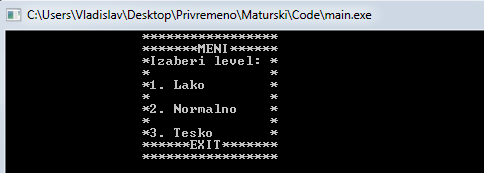 C:\Users\Vladislav\Desktop\Privremeno\Maturski\Code\main.exe
*****************
*******MENI******
*Izaberi level: *
*               *
*1. Lako        *
*               *
*2. Normalno    *
*               *
*3. Tesko       *
******EXIT*******
*****************